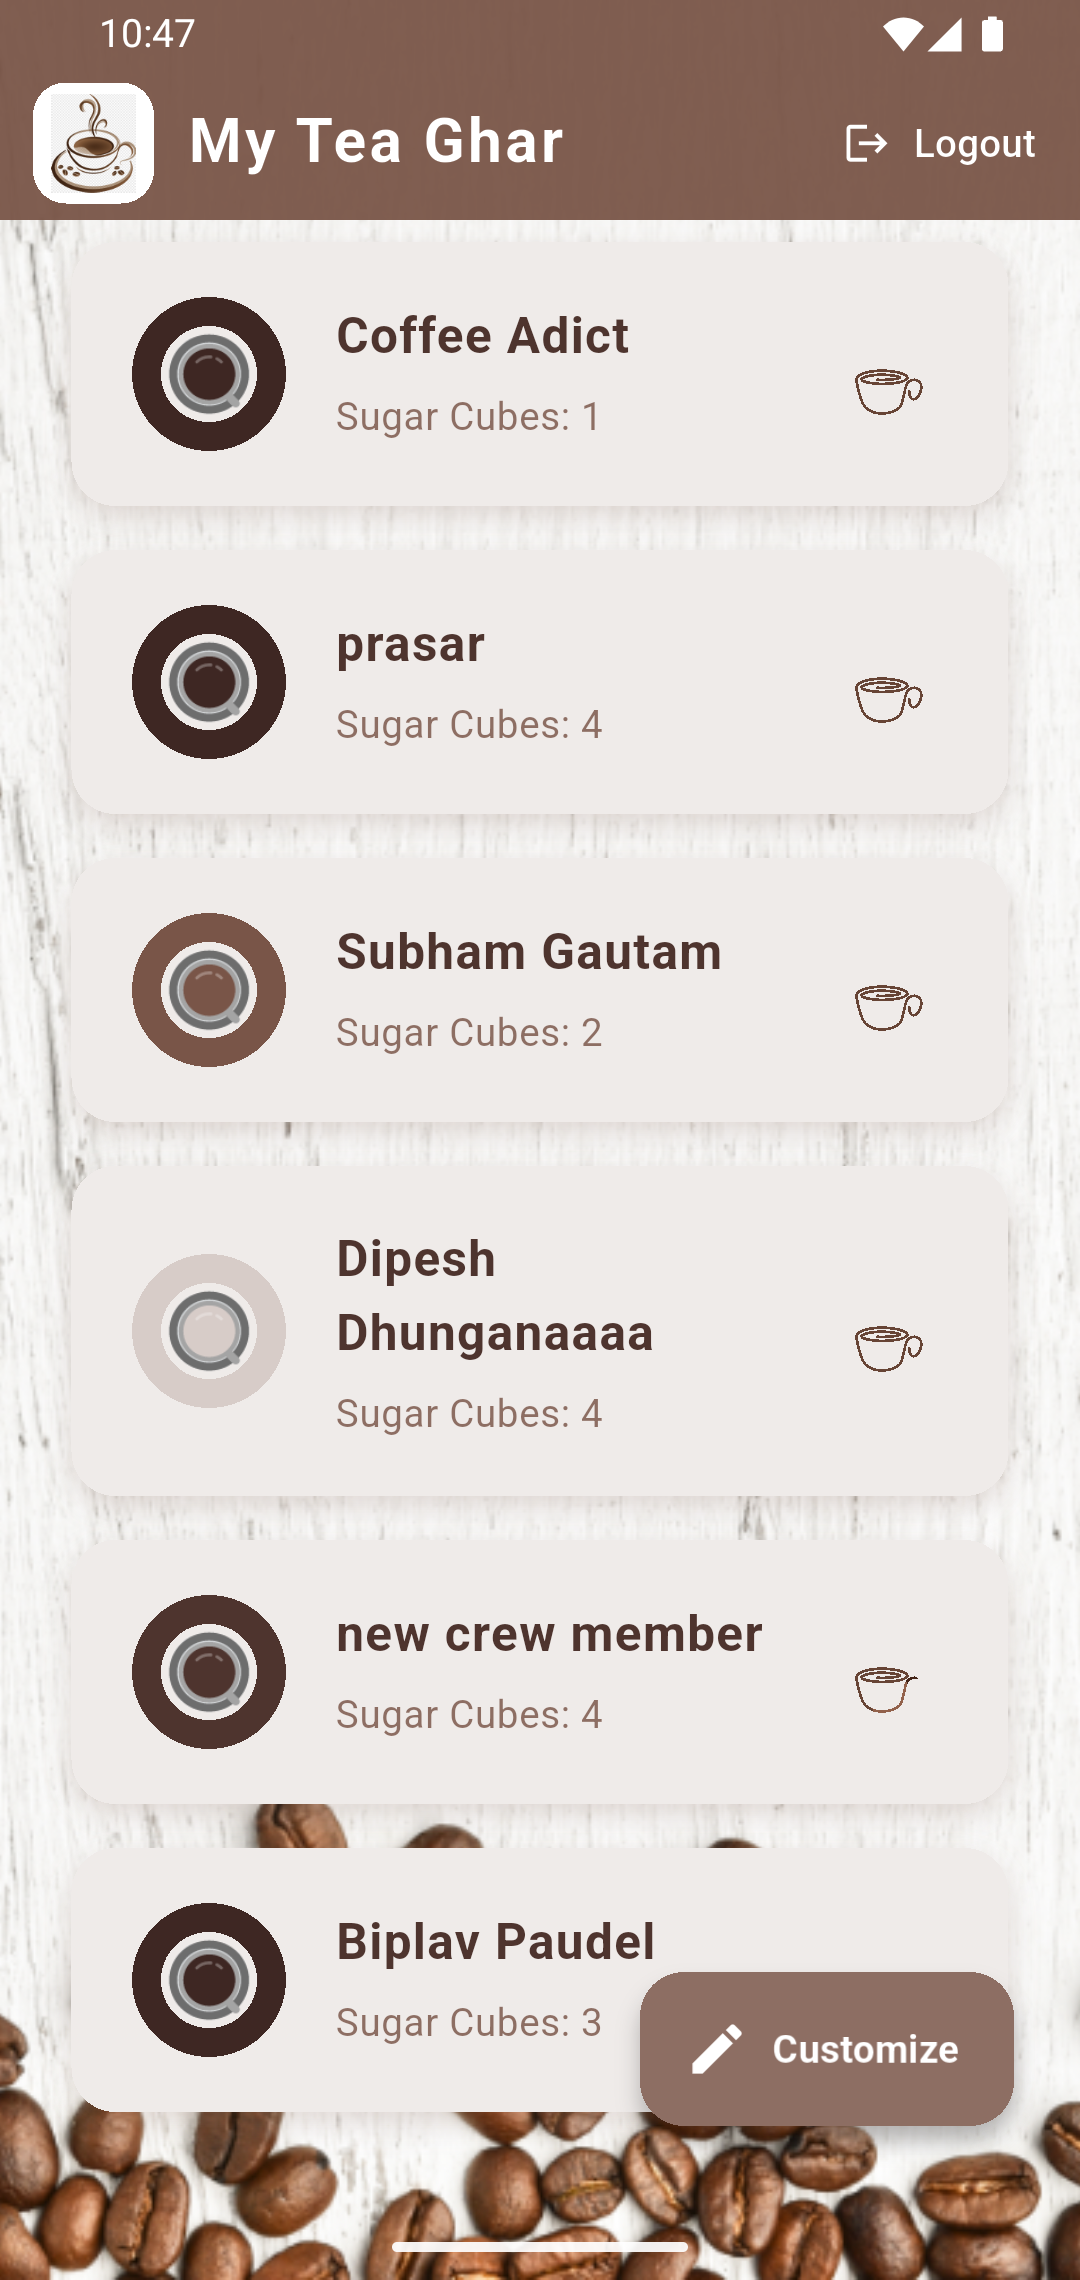 10:47
My Tea Ghar
Logout
Coffee Adict
Sugar Cubes: 1
prasar
Sugar Cubes: 4
Subham Gautam
Sugar Cubes: 2
Dipesh
Dhunganaaaa
Sugar Cubes: 4
new crew member
Sugar Cubes: 4
Biplav Paudel
Sugar Cubes: 3
Customize